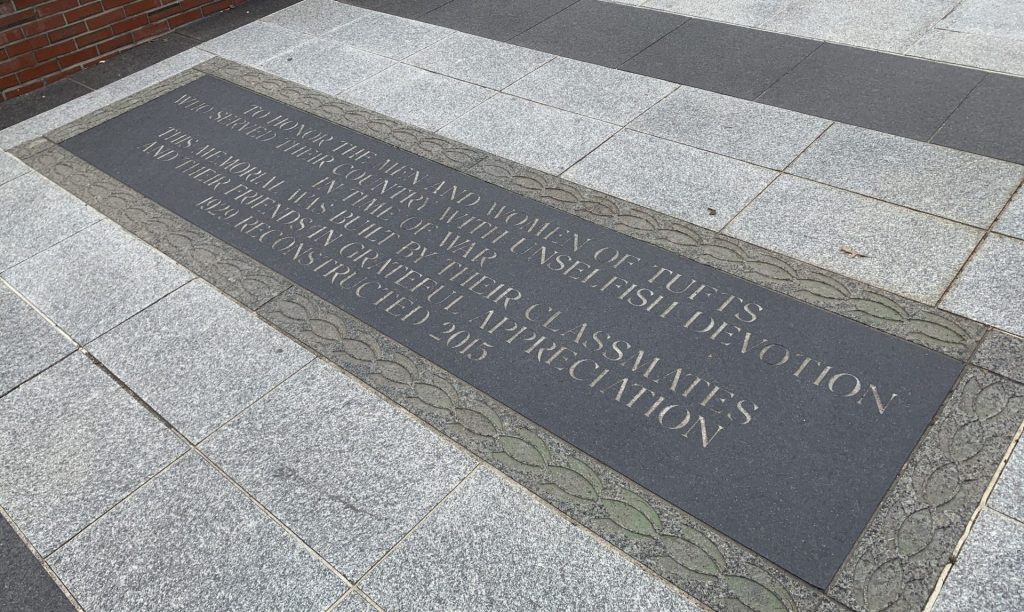 TO HONOR THE MEN AND WOMEN OF TUFTS
WHO SERVED THEIR COUNTRY WITH UNSELFISH DEVOTION
IN TIME OF WAR
THIS MEMORIAL WAS BUILT BY THEIR CLASSMATES
AND THEIR FRIENDS IN GRATEFUL APPRECIATION
1929 RECONSTRUCTED 2015